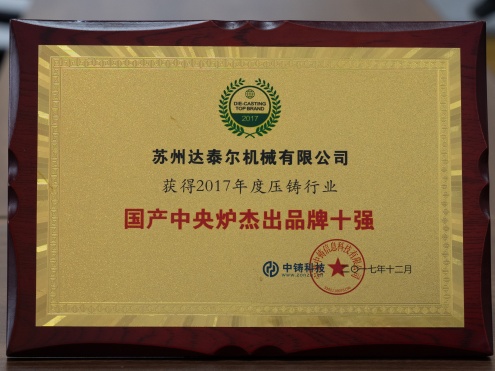 DIE-CASTING
TOP BRAND
2017
苏州达泰尔机械有限公司
获得2017年度压铸行业
国产中央炉杰出品牌十强
中铸科技
二〇一七年十二月